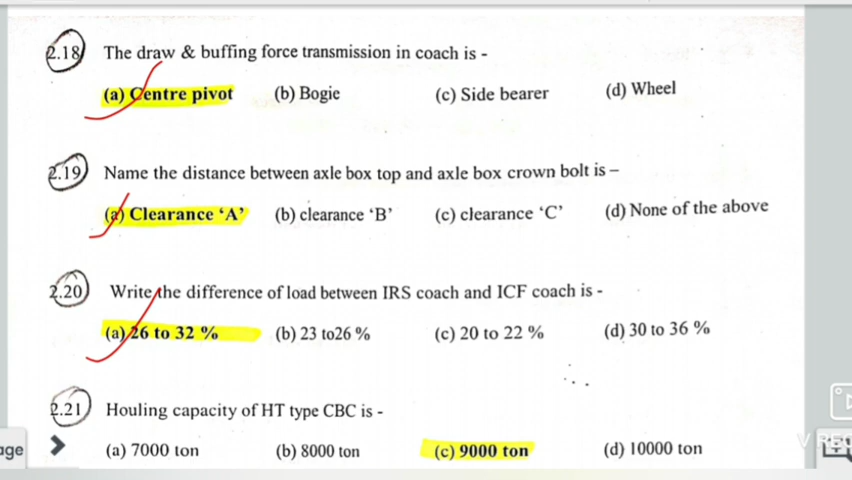 2.18 The draw & buffing force transmission in coach is -
(a) Centre pivot (b) Bogie (c) Side bearer (d) Wheel
2.19 Name the distance between axle box top and axle box crown bolt is –
(a) Clearance ‘A’ (b) clearance ‘B’ (c) clearance ‘C’ (d) None of the above
2.20 Write the difference of load between IRS coach and ICF coach is -
(a) 26 to 32 % (b) 23 to26 % (c) 20 to 22 % (d) 30 to 36 %
2.21 Houling capacity of HT type CBC is -
(a) 7000 ton (b) 8000 ton (c) 9000 ton (d) 10000 ton